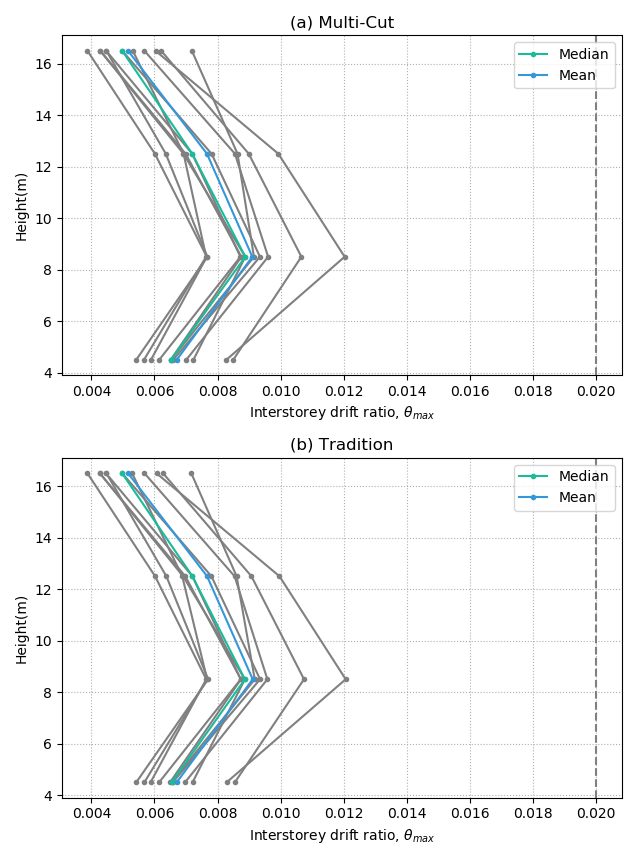 (a) Multi-Cut
16
14
12
10
8
6
4
Height(m)
Median
Mean
0.004 0.006 0.008 0.010 0.012 0.014 0.016 0.018 0.020
Interstorey drift ratio, θmax
(b) Tradition
16
14
12
10
8
6
4
Height(m)
Median
Mean
0.004 0.006 0.008 0.010 0.012 0.014 0.016 0.018 0.020
Interstorey drift ratio, θmax